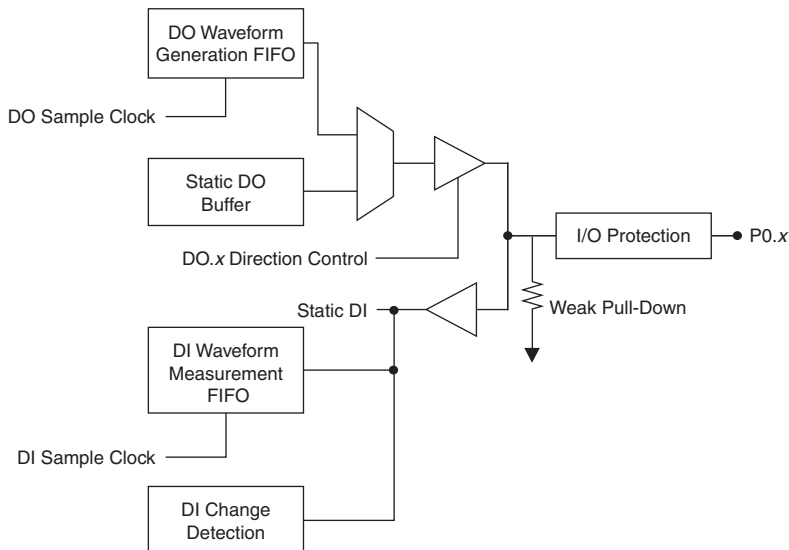 DO Waveform
Generation FIFO
DO Sample Clock
Static DO
Buffer
DO.x Direction Control
I/O Protection
P0.x
Weak Pull-Down
Static DI
DI Waveform
Measurement
FIFO
DI Sample Clock
DI Change
Detection